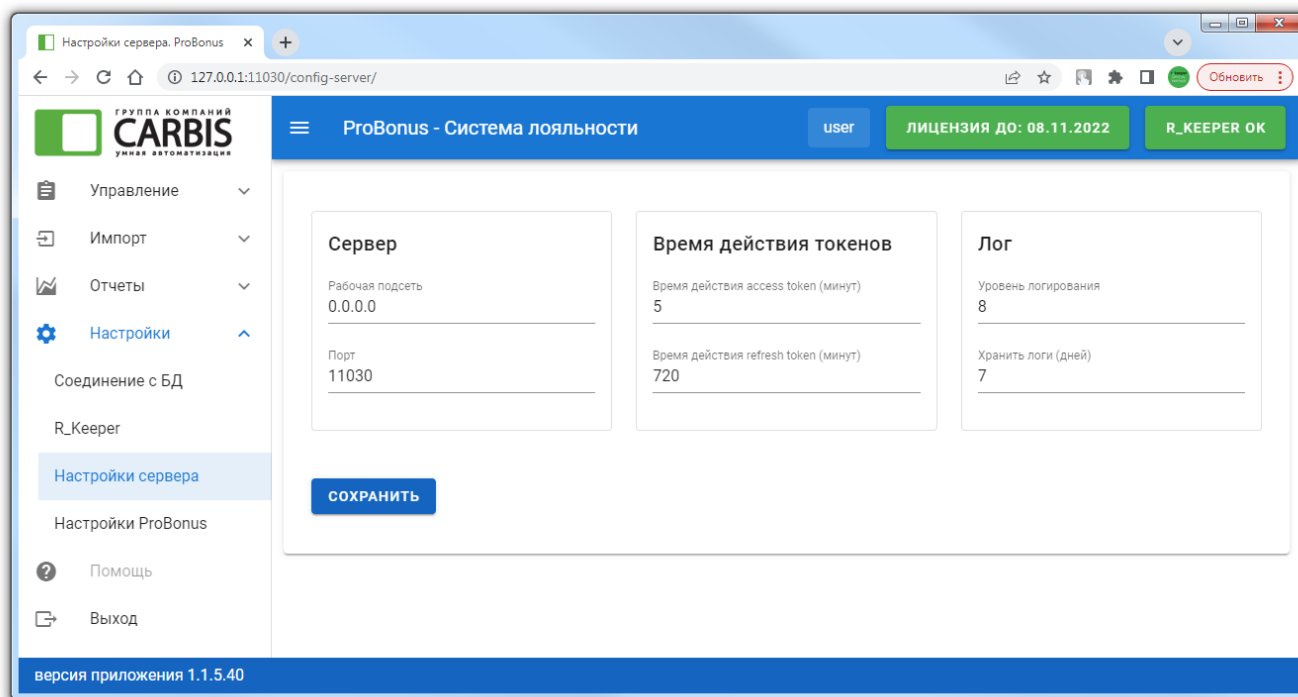 Настройки сервера. ProBonus
127.0.0.1:11030/config-server/
Обновить
ГРУППА КОМПАНИЙ
CARBIS
умная автоматизация
ProBonus - Система лояльности
user
ЛИЦЕНЗИЯ ДО: 08.11.2022
R_KEEPER OK
Управление
Импорт
Отчеты
Настройки
Соединение с БД
R_Keeper
Настройки сервера
Настройки ProBonus
Помощь
Выход
Сервер
Рабочая подсеть
0.0.0.0
Порт
11030
Время действия токенов
Время действия access token (минут)
5
Время действия refresh token (минут)
720
Лог
Уровень логирования
8
Хранить логи (дней)
7
СОХРАНИТЬ
версия приложения 1.1.5.40